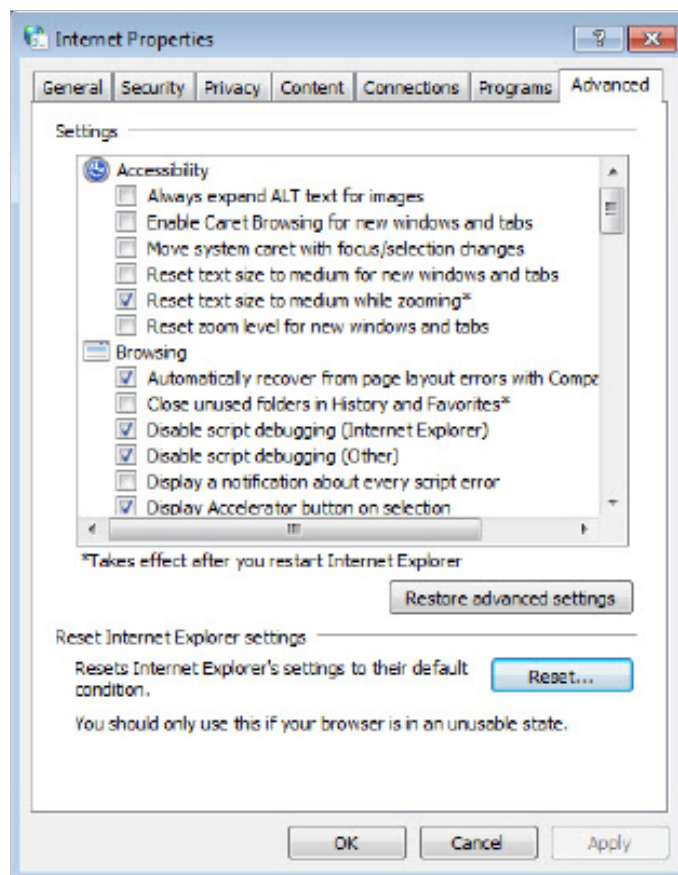 Internet Properties
General Security Privacy Content Connections Programs Advanced
Settings
Accessibility
Always expand ALT text for images
Enable Caret Browsing for new windows and tabs
Move system caret with focus/selection changes
Reset text size to medium for new windows and tabs
Reset text size to medium while zooming*
Reset zoom level for new windows and tabs
Browsing
Automatically recover from page layout errors with Compa
Close unused folders in History and Favorites*
Disable script debugging (Internet Explorer)
Disable script debugging (Other)
Display a notification about every script error
Display Accelerator button on selection
*Takes effect after you restart Internet Explorer
Restore advanced settings
Reset Internet Explorer settings
Resets Internet Explorer's settings to their default
condition.
Reset...
You should only use this if your browser is in an unusable state.
OK Cancel Apply